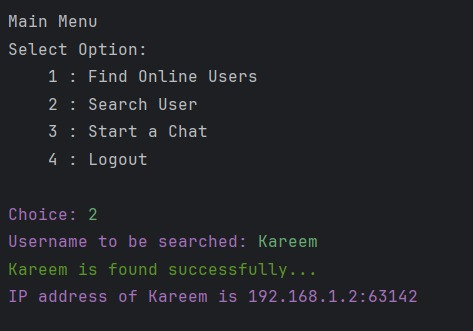 Main Menu
Select Option:
    1 : Find Online Users
    2 : Search User
    3 : Start a Chat
    4 : Logout
Choice: 2
Username to be searched: Kareem
Kareem is found successfully...
IP address of Kareem is 192.168.1.2:63142